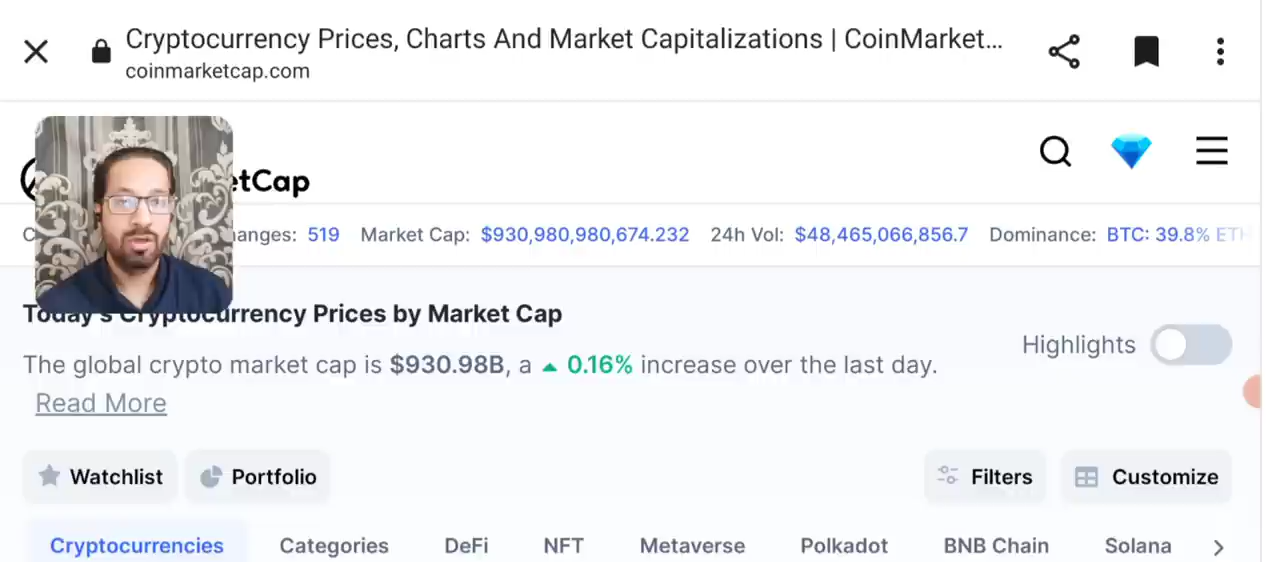 Cryptocurrency Prices, Charts And Market Capitalizations | CoinMarket...
coinmarketcap.com
etCap
anges: 519 Market Cap: $930,980,980,674.232 24h Vol: $48,465,066,856.7 Dominance: BTC: 39.8% ETH
Today's Cryptocurrency Prices by Market Cap
The global crypto market cap is $930.98B, a ▲ 0.16% increase over the last day.
Read More
Highlights
Watchlist Portfolio Filters Customize
Cryptocurrencies Categories DeFi NFT Metaverse Polkadot BNB Chain Solana